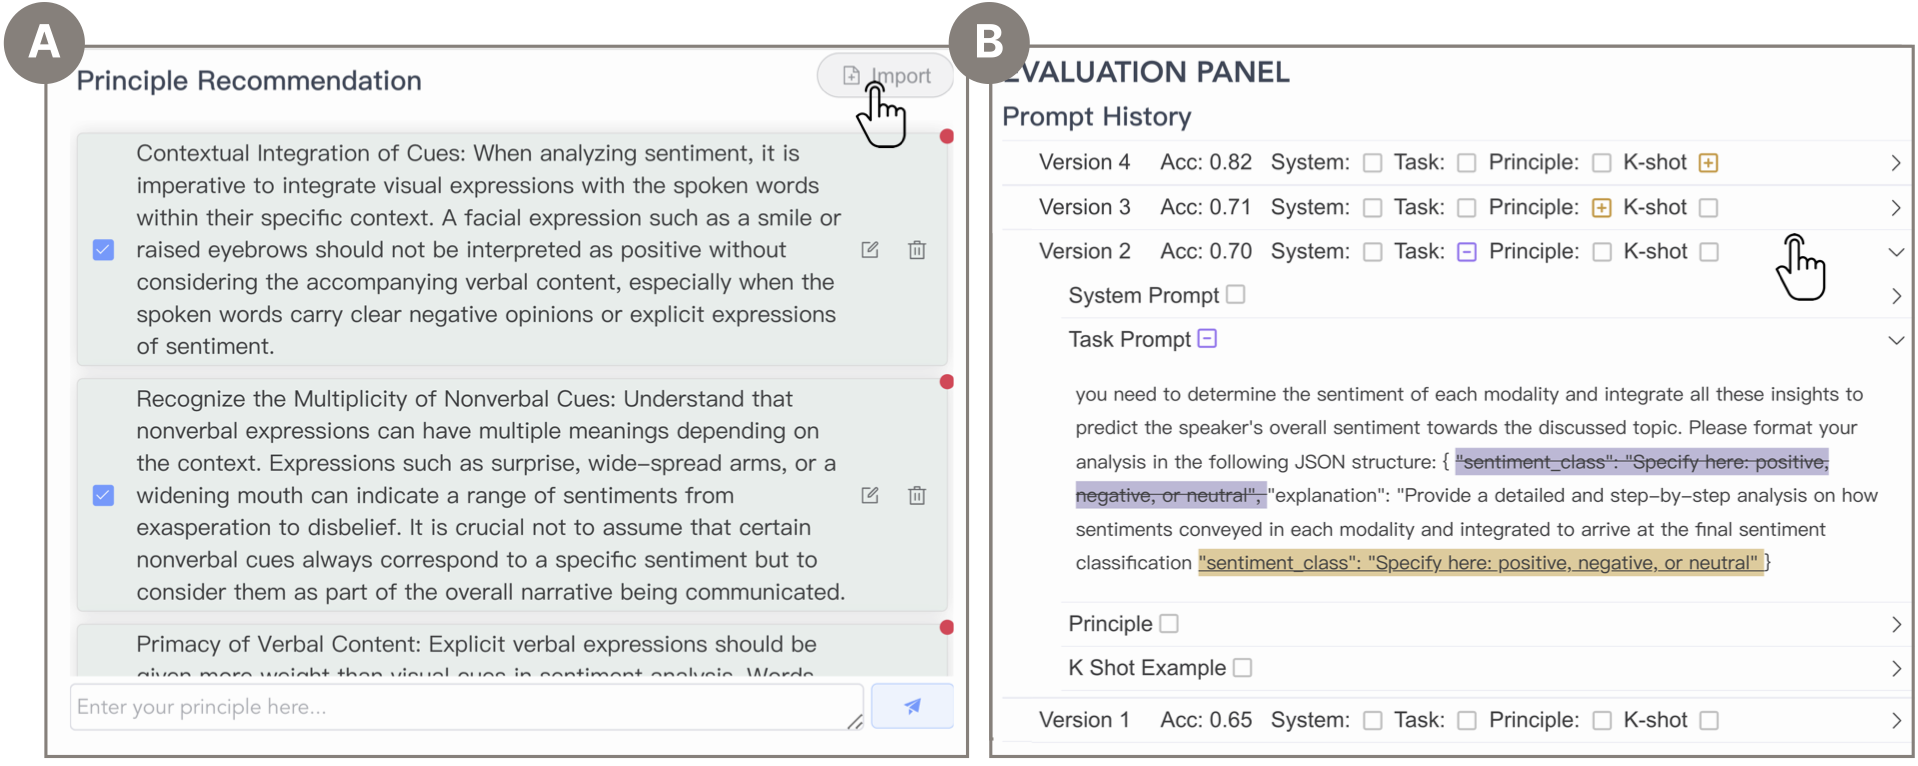 A
Principle Recommendation
Import
Contextual Integration of Cues: When analyzing sentiment, it is
imperative to integrate visual expressions with the spoken words
within their specific context. A facial expression such as a smile or
raised eyebrows should not be interpreted as positive without
considering the accompanying verbal content, especially when the
spoken words carry clear negative opinions or explicit expressions
of sentiment.
Recognize the Multiplicity of Nonverbal Cues: Understand that
nonverbal expressions can have multiple meanings depending on
the context. Expressions such as surprise, wide-spread arms, or a
widening mouth can indicate a range of sentiments from
exasperation to disbelief. It is crucial not to assume that certain
nonverbal cues always correspond to a specific sentiment but to
consider them as part of the overall narrative being communicated.
Primacy of Verbal Content: Explicit verbal expressions should be
given more weight than visual cues in sentiment analysis. Words
Enter your principle here...
B
EVALUATION PANEL
Prompt History
Version 4 Acc: 0.82 System: Task: Principle: K-shot
Version 3 Acc: 0.71 System: Task: Principle: K-shot
Version 2 Acc: 0.70 System: Task: Principle: K-shot
System Prompt
Task Prompt
you need to determine the sentiment of each modality and integrate all these insights to
predict the speaker's overall sentiment towards the discussed topic. Please format your
analysis in the following JSON structure: { "sentiment_class": "Specify here: positive,
negative, or neutral", "explanation": "Provide a detailed and step-by-step analysis on how
sentiments conveyed in each modality and integrated to arrive at the final sentiment
classification "sentiment_class": "Specify here: positive, negative, or neutral" }
Principle
K Shot Example
Version 1 Acc: 0.65 System: Task: Principle: K-shot